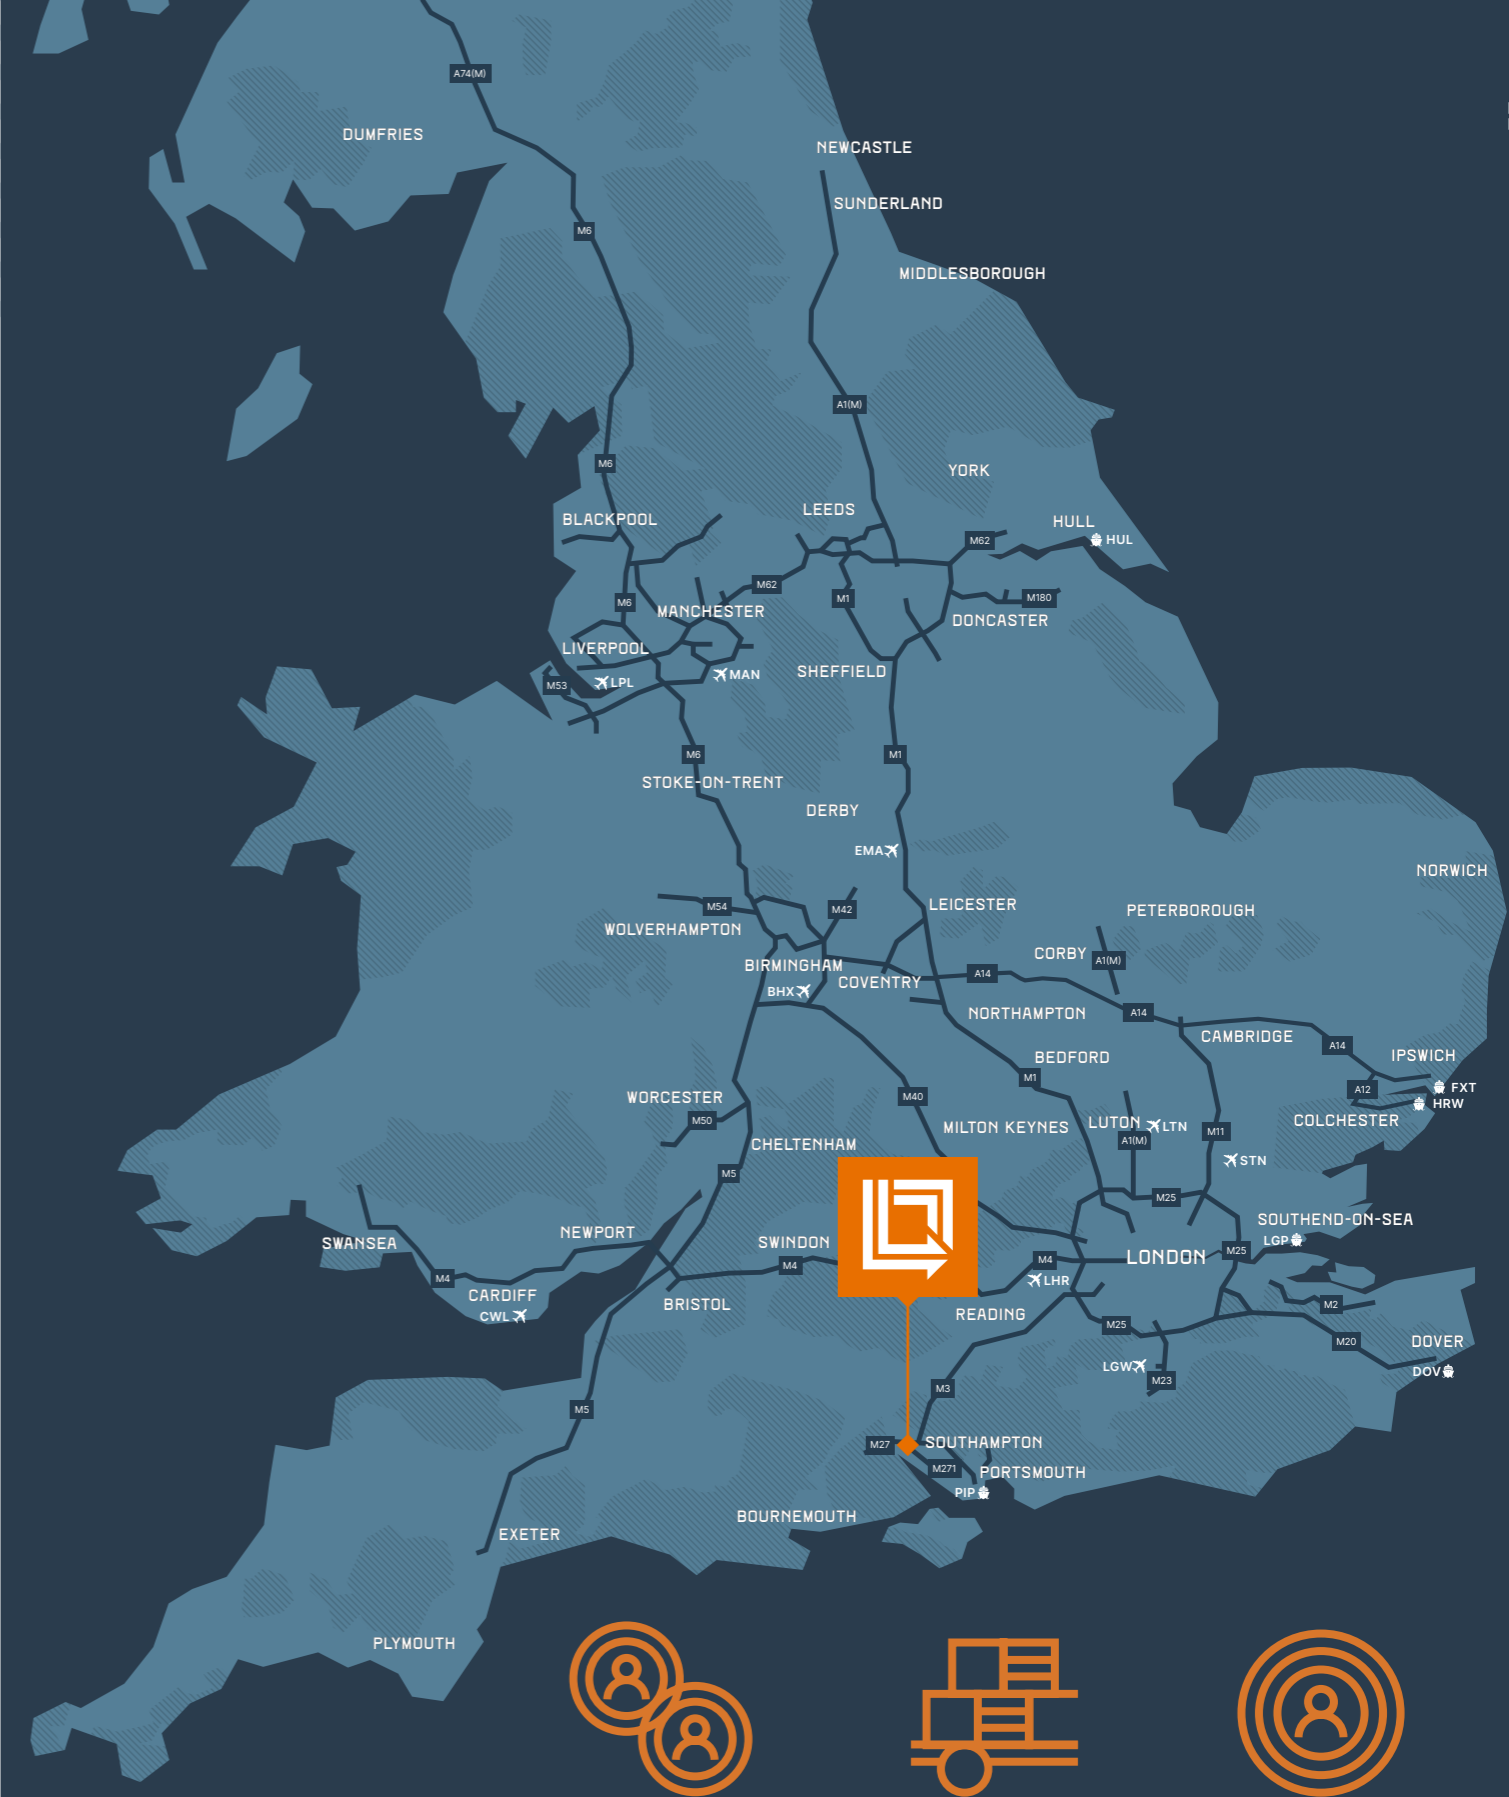 A74(M)
DUMFRIES
NEWCASTLE
SUNDERLAND
M6
MIDDLESBOROUGH
A1(M)
M6
YORK
LEEDS
BLACKPOOL
HULL
M62
HUL
M62
M6
M1
M180
MANCHESTER
DONCASTER
LIVERPOOL
SHEFFIELD
MAN
M53
LPL
M6
M1
STOKE-ON-TRENT
DERBY
EMA
NORWICH
M54
M42
LEICESTER
PETERBOROUGH
WOLVERHAMPTON
CORBY
A1(M)
BIRMINGHAM
A14
COVENTRY
BHX
NORTHAMPTON
A14
CAMBRIDGE
A14
BEDFORD
IPSWICH
M1
A12
FXT
WORCESTER
M40
HRW
M50
COLCHESTER
MILTON KEYNES
LUTON
LTN
M11
A1(M)
CHELTENHAM
STN
M5
M25
SOUTHEND-ON-SEA
NEWPORT
SWANSEA
SWINDON
LGP
M25
LONDON
M4
M4
M4
LHR
CARDIFF
BRISTOL
M2
CWL
READING
M25
M20
DOVER
LGW
DOV
M23
M3
M5
M27
SOUTHAMPTON
M271
PORTSMOUTH
PIP
BOURNEMOUTH
EXETER
PLYMOUTH